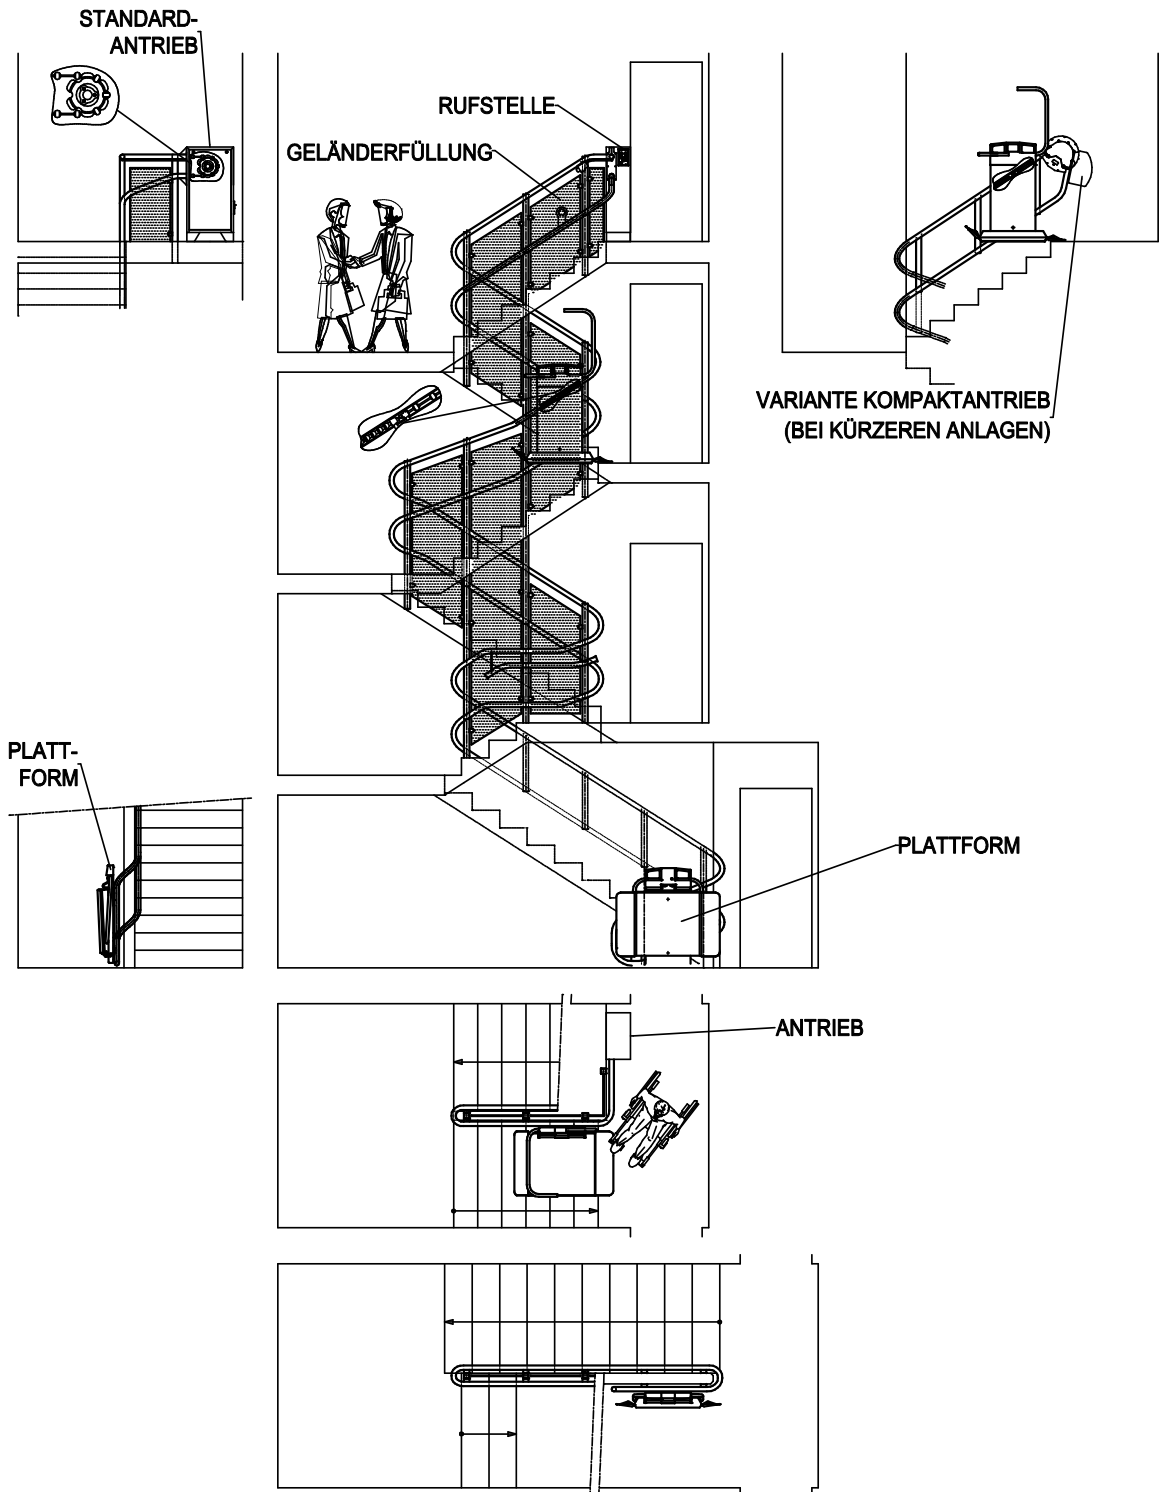 STANDARD-
ANTRIEB
RUFSTELLE
GELÄNDERFÜLLUNG
VARIANTE KOMPAKTANTRIEB
(BEI KÜRZEREN ANLAGEN)
PLATT-
FORM
PLATTFORM
ANTRIEB